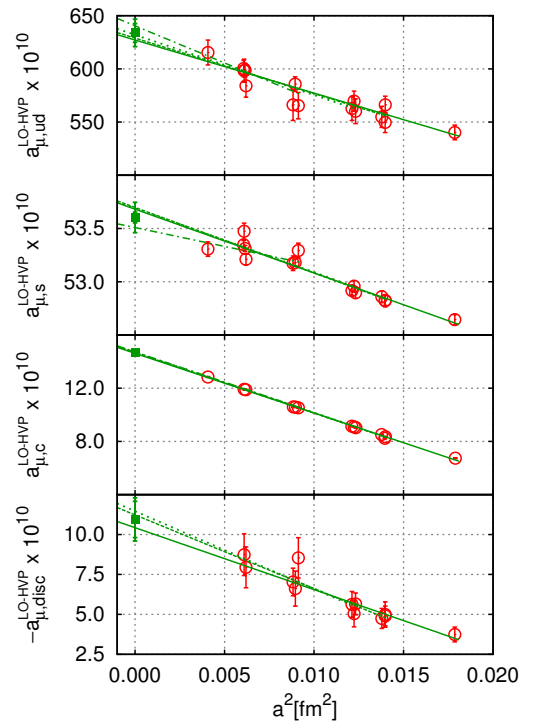 650
600
550
a_{μ,ud}^{LO-HVP} x 10^{10}
53.5
53.0
a_{μ,s}^{LO-HVP} x 10^{10}
12.0
8.0
a_{μ,c}^{LO-HVP} x 10^{10}
10.0
7.5
5.0
2.5
−a_{μ,disc}^{LO-HVP} x 10^{10}
0.000 0.005 0.010 0.015 0.020
a^2[fm^2]